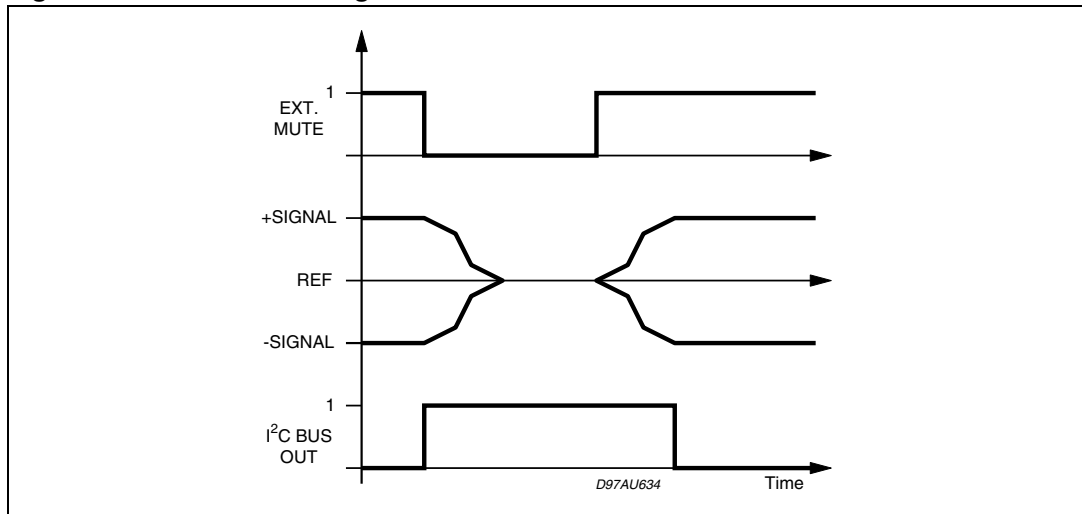 1
EXT.
MUTE
+SIGNAL
REF
-SIGNAL
1
I²C BUS
OUT
D97AU634
Time